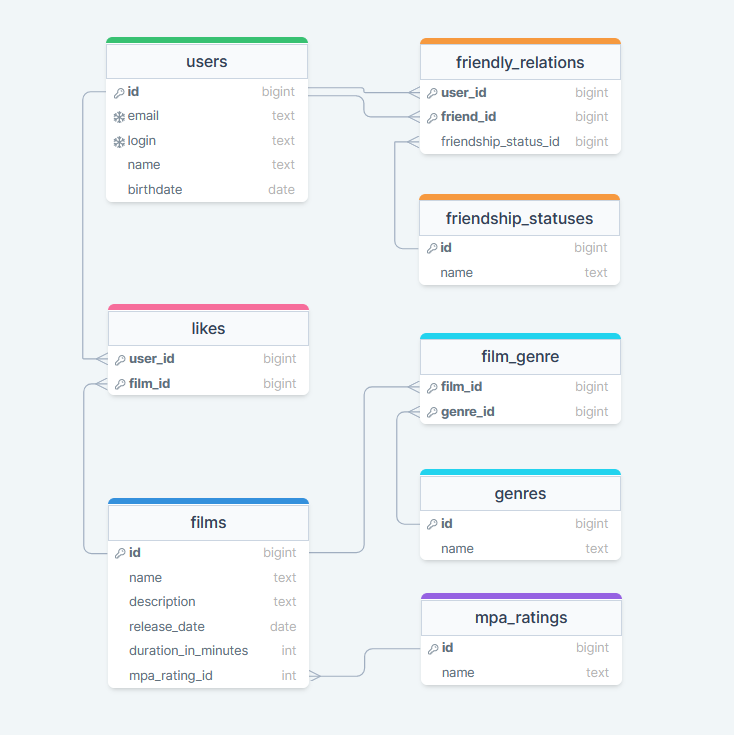 users
id bigint
email text
login text
name text
birthdate date
friendly_relations
user_id bigint
friend_id bigint
friendship_status_id bigint
friendship_statuses
id bigint
name text
likes
user_id bigint
film_id bigint
film_genre
film_id bigint
genre_id bigint
films
id bigint
name text
description text
release_date date
duration_in_minutes int
mpa_rating_id int
genres
id bigint
name text
mpa_ratings
id bigint
name text